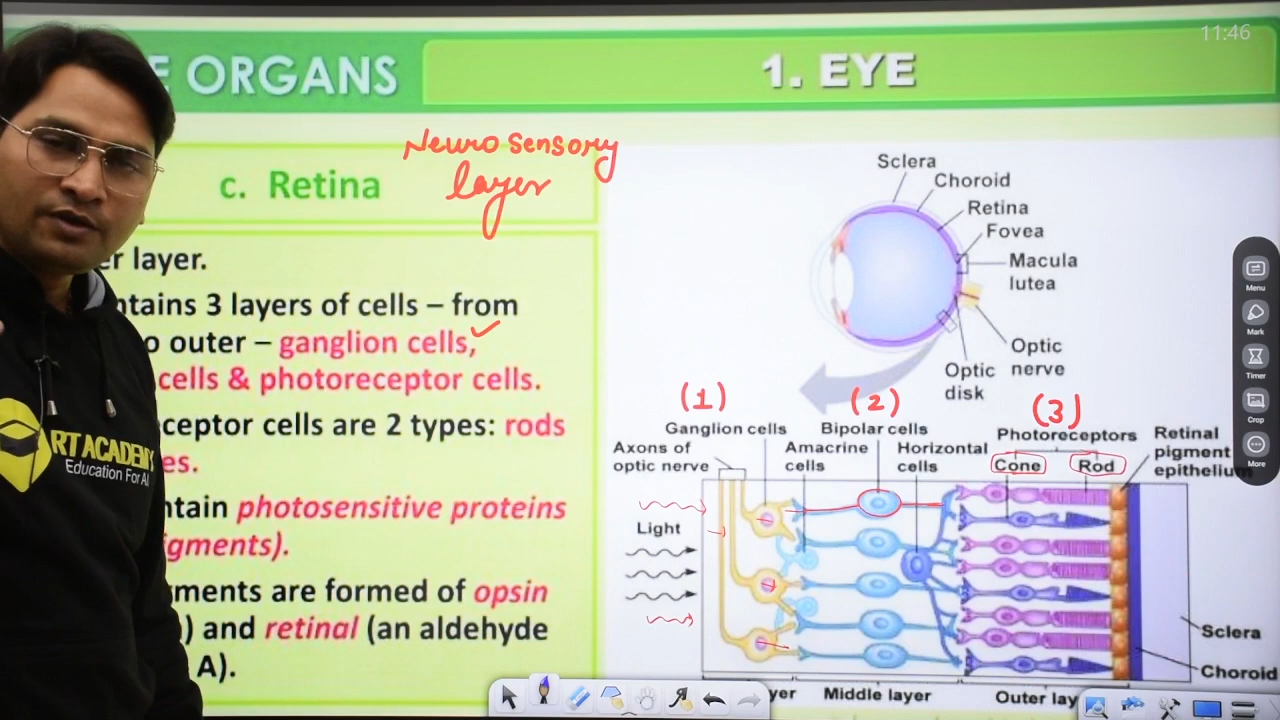 11:46
E ORGANS
1. EYE
Neuro sensory
layer
c. Retina
er layer.
ntains 3 layers of cells – from
o outer – ganglion cells,
cells & photoreceptor cells.
ceptor cells are 2 types: rods
es.
ntain photosensitive proteins
igments).
ments are formed of opsin
) and retinal (an aldehyde
A).
ART ACADEMY
Education For All
Sclera
Choroid
Retina
Fovea
Macula
lutea
Optic
nerve
Optic
disk
(1)
(2)
(3)
Ganglion cells
Bipolar cells
Photoreceptors
Retinal
pigment
epithelium
Axons of
optic nerve
Amacrine
cells
Horizontal
cells
Cone
Rod
Light
Sclera
Choroid
yer
Middle layer
Outer lay
Menu
Mark
Timer
Crop
More